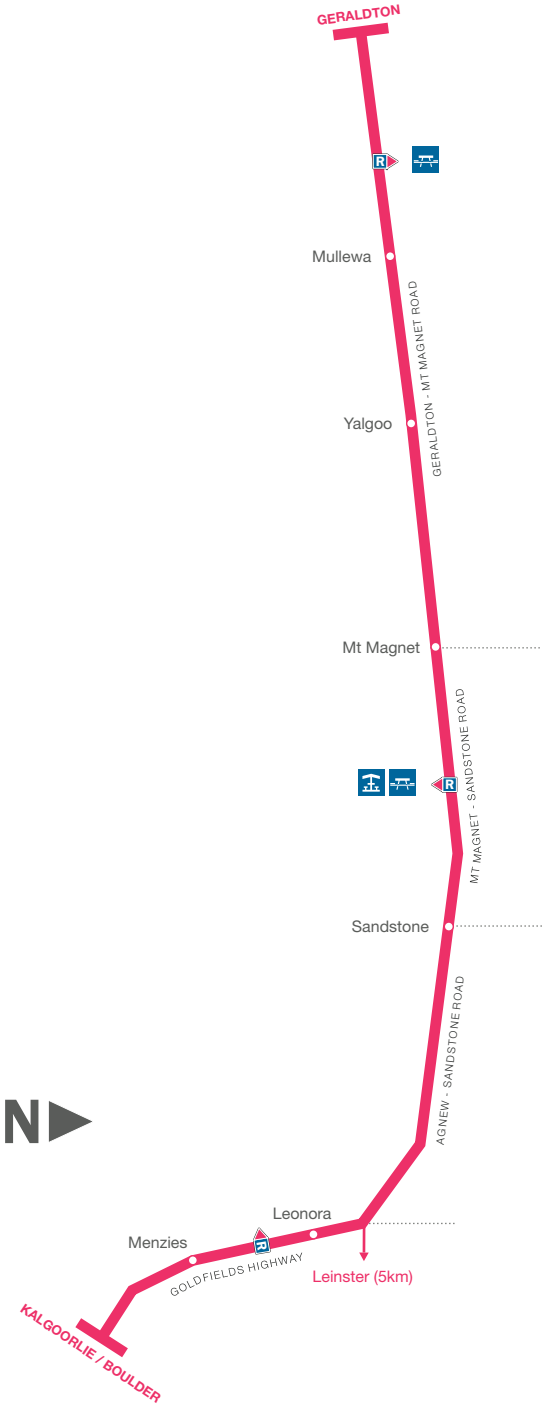 GERALDTON
R
Mullewa
GERALDTON - MT MAGNET ROAD
Yalgoo
Mt Magnet
MT MAGNET - SANDSTONE ROAD
R
Sandstone
AGNEW - SANDSTONE ROAD
N
Leonora
R
Menzies
GOLDFIELDS HIGHWAY
Leinster (5km)
KALGOORLIE / BOULDER